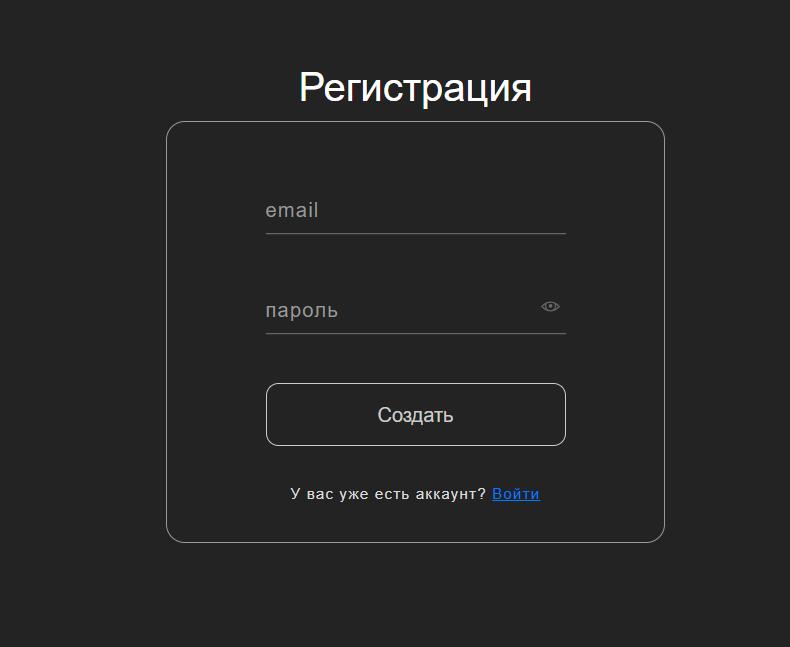 Регистрация
email
пароль
Создать
У вас уже есть аккаунт? Войти